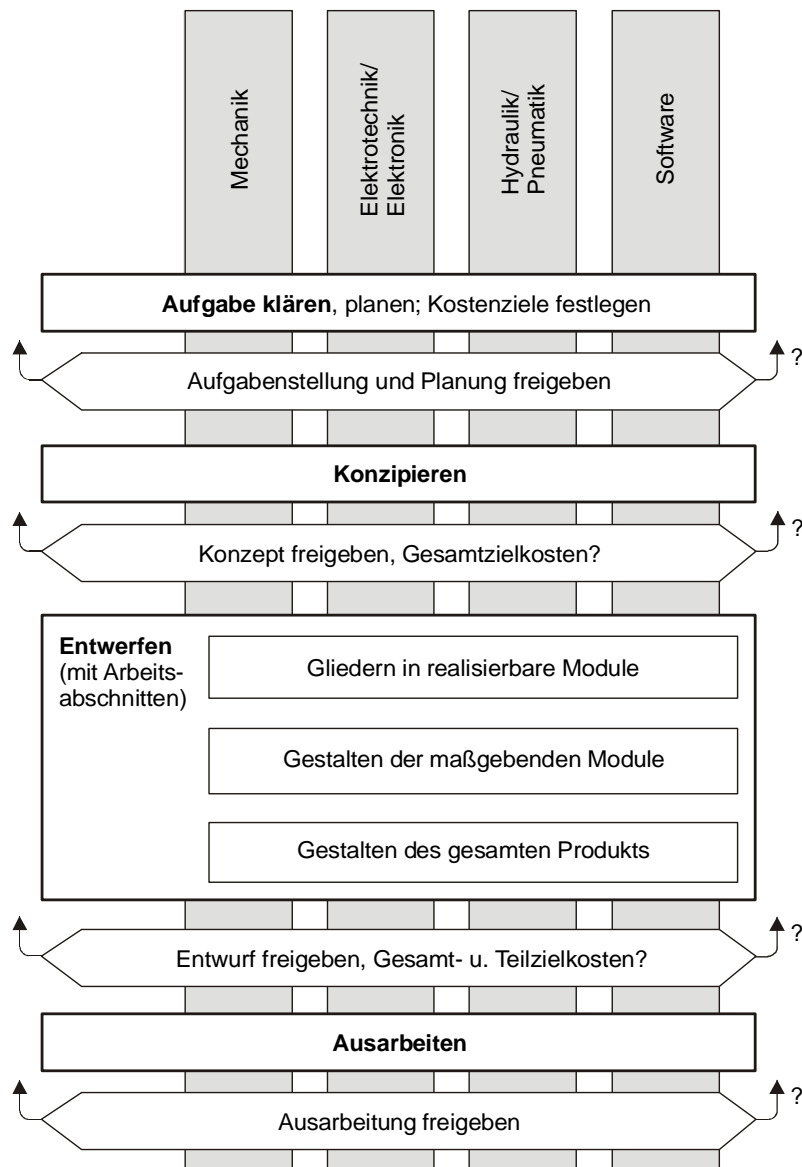 Mechanik
Elektrotechnik/
Elektronik
Hydraulik/
Pneumatik
Software
Aufgabe klären, planen; Kostenziele festlegen
?
Aufgabenstellung und Planung freigeben
Konzipieren
?
Konzept freigeben, Gesamtzielkosten?
Entwerfen
(mit Arbeits-
abschnitten)
Gliedern in realisierbare Module
Gestalten der maßgebenden Module
Gestalten des gesamten Produkts
?
Entwurf freigeben, Gesamt- u. Teilzielkosten?
Ausarbeiten
?
Ausarbeitung freigeben